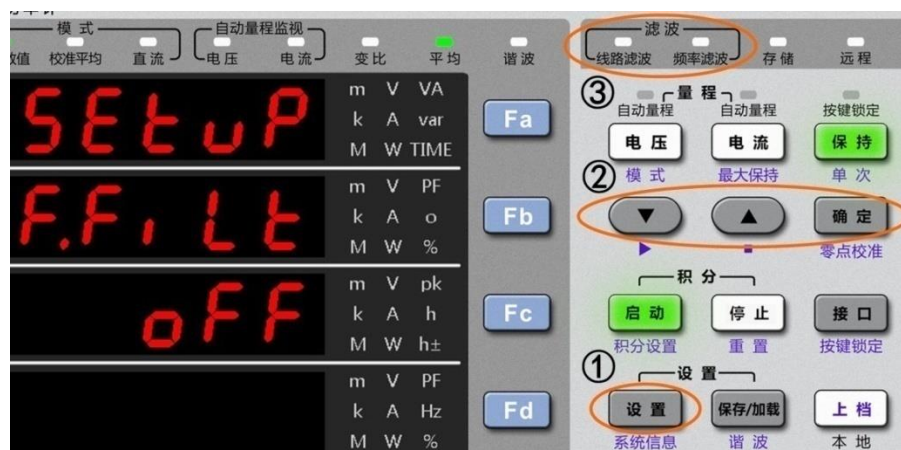 模 式 自动量程监视 滤 波
数值 校准平均 直 流 电 压 电 流 变 比 平 均 谐 波 线路滤波 频率滤波 存 储 远 程
SEtuP
m V VA
k A var
M W TIME
Fa
③ 量 程
自动量程 自动量程 按键锁定
电 压 电 流 保 持
模 式 最大保持 单 次
F.FiLt
m V PF
k A o
M W %
Fb
②
▼ ▲ 确 定
▶ ■ 零点校准
oFF
m V pk
k A h
M W h±
Fc
积 分
启 动 停 止 接 口
积分设置 重 置 按键锁定
m V PF
k A Hz
M W %
Fd
① 设 置
设 置 保存/加载 上 档
系统信息 谐 波 本 地